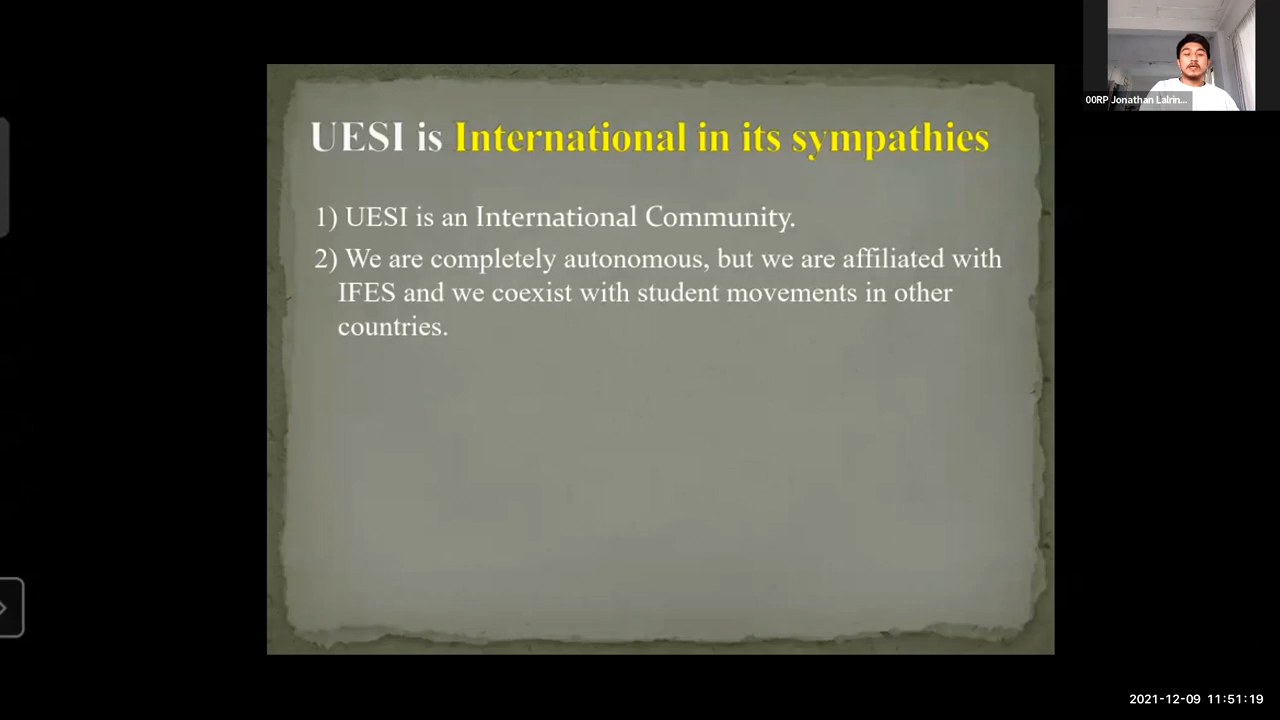 UESI is International in its sympathies
1) UESI is an International Community.
2) We are completely autonomous, but we are affiliated with
IFES and we coexist with student movements in other
countries.
00RP Jonathan Lalrin...
2021-12-09 11:51:19